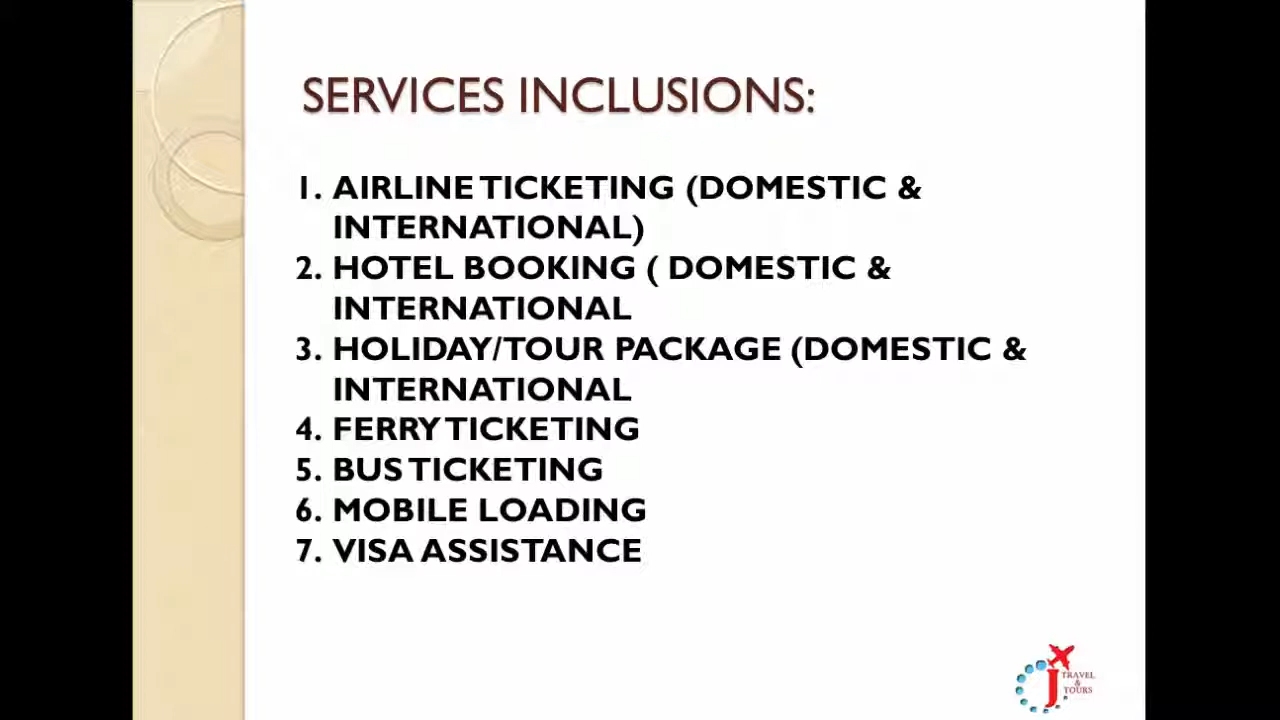 SERVICES INCLUSIONS:
1. AIRLINE TICKETING (DOMESTIC &
INTERNATIONAL)
2. HOTEL BOOKING ( DOMESTIC &
INTERNATIONAL
3. HOLIDAY/TOUR PACKAGE (DOMESTIC &
INTERNATIONAL
4. FERRY TICKETING
5. BUS TICKETING
6. MOBILE LOADING
7. VISA ASSISTANCE
J TRAVEL
&
TOURS